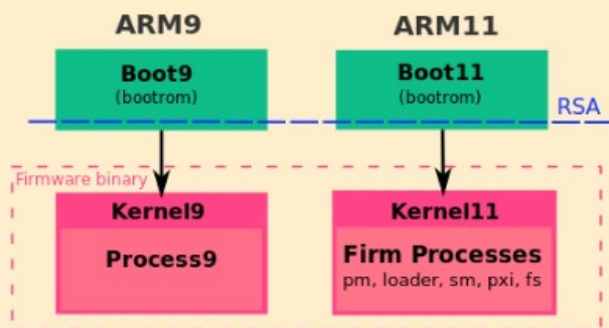 ARM9
ARM11
Boot9
(bootrom)
Boot11
(bootrom)
RSA
Firmware binary
Kernel9
Process9
Kernel11
Firm Processes
pm, loader, sm, pxi, fs